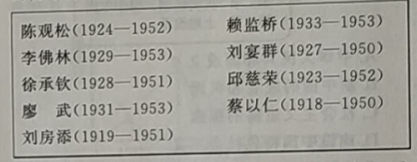 陈观松(1924—1952) 赖监桥(1933—1953)
李佛林(1929—1953) 刘宴群(1927—1950)
徐承钦(1928—1951) 邱慈荣(1923—1952)
廖 武(1931—1953) 蔡以仁(1918—1950)
刘房添(1919—1951)